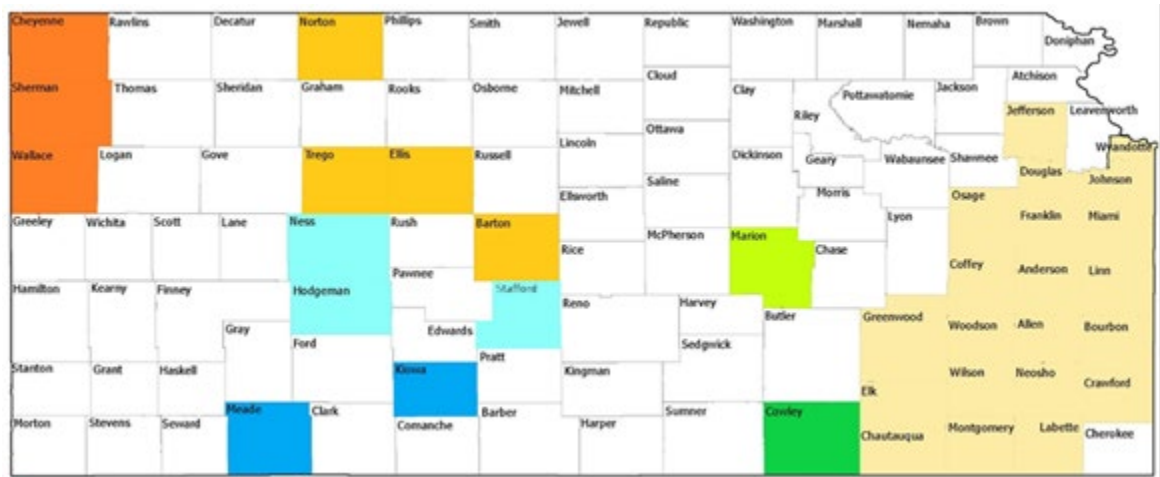 Cheyenne Rawlins Decatur Norton Phillips Smith Jewell Republic Washington Marshall Nemaha Brown
Doniphan
Sherman Thomas Sheridan Graham Rooks Osborne Mitchell Cloud Clay Riley Pottawatomie Jackson Atchison
Jefferson Leavenworth
Lincoln Ottawa
Wallace Logan Gove Trego Ellis Russell Dickinson Geary Wabaunsee Shawnee Wyandotte
Douglas Johnson
Ellsworth Saline Morris Osage
Greeley Wichita Scott Lane Ness Rush Barton Rice McPherson Marion Chase Lyon Franklin Miami
Pawnee Coffey Anderson Linn
Hamilton Kearny Finney Hodgeman Stafford
Gray Edwards Reno Harvey Butler Greenwood Woodson Allen Bourbon
Ford Sedgwick
Stanton Grant Haskell Kiowa Pratt Kingman Elk Wilson Neosho Crawford
Meade Clark Barber Sumner Cowley
Morton Stevens Seward Comanche Harper Chautauqua Montgomery Labette Cherokee